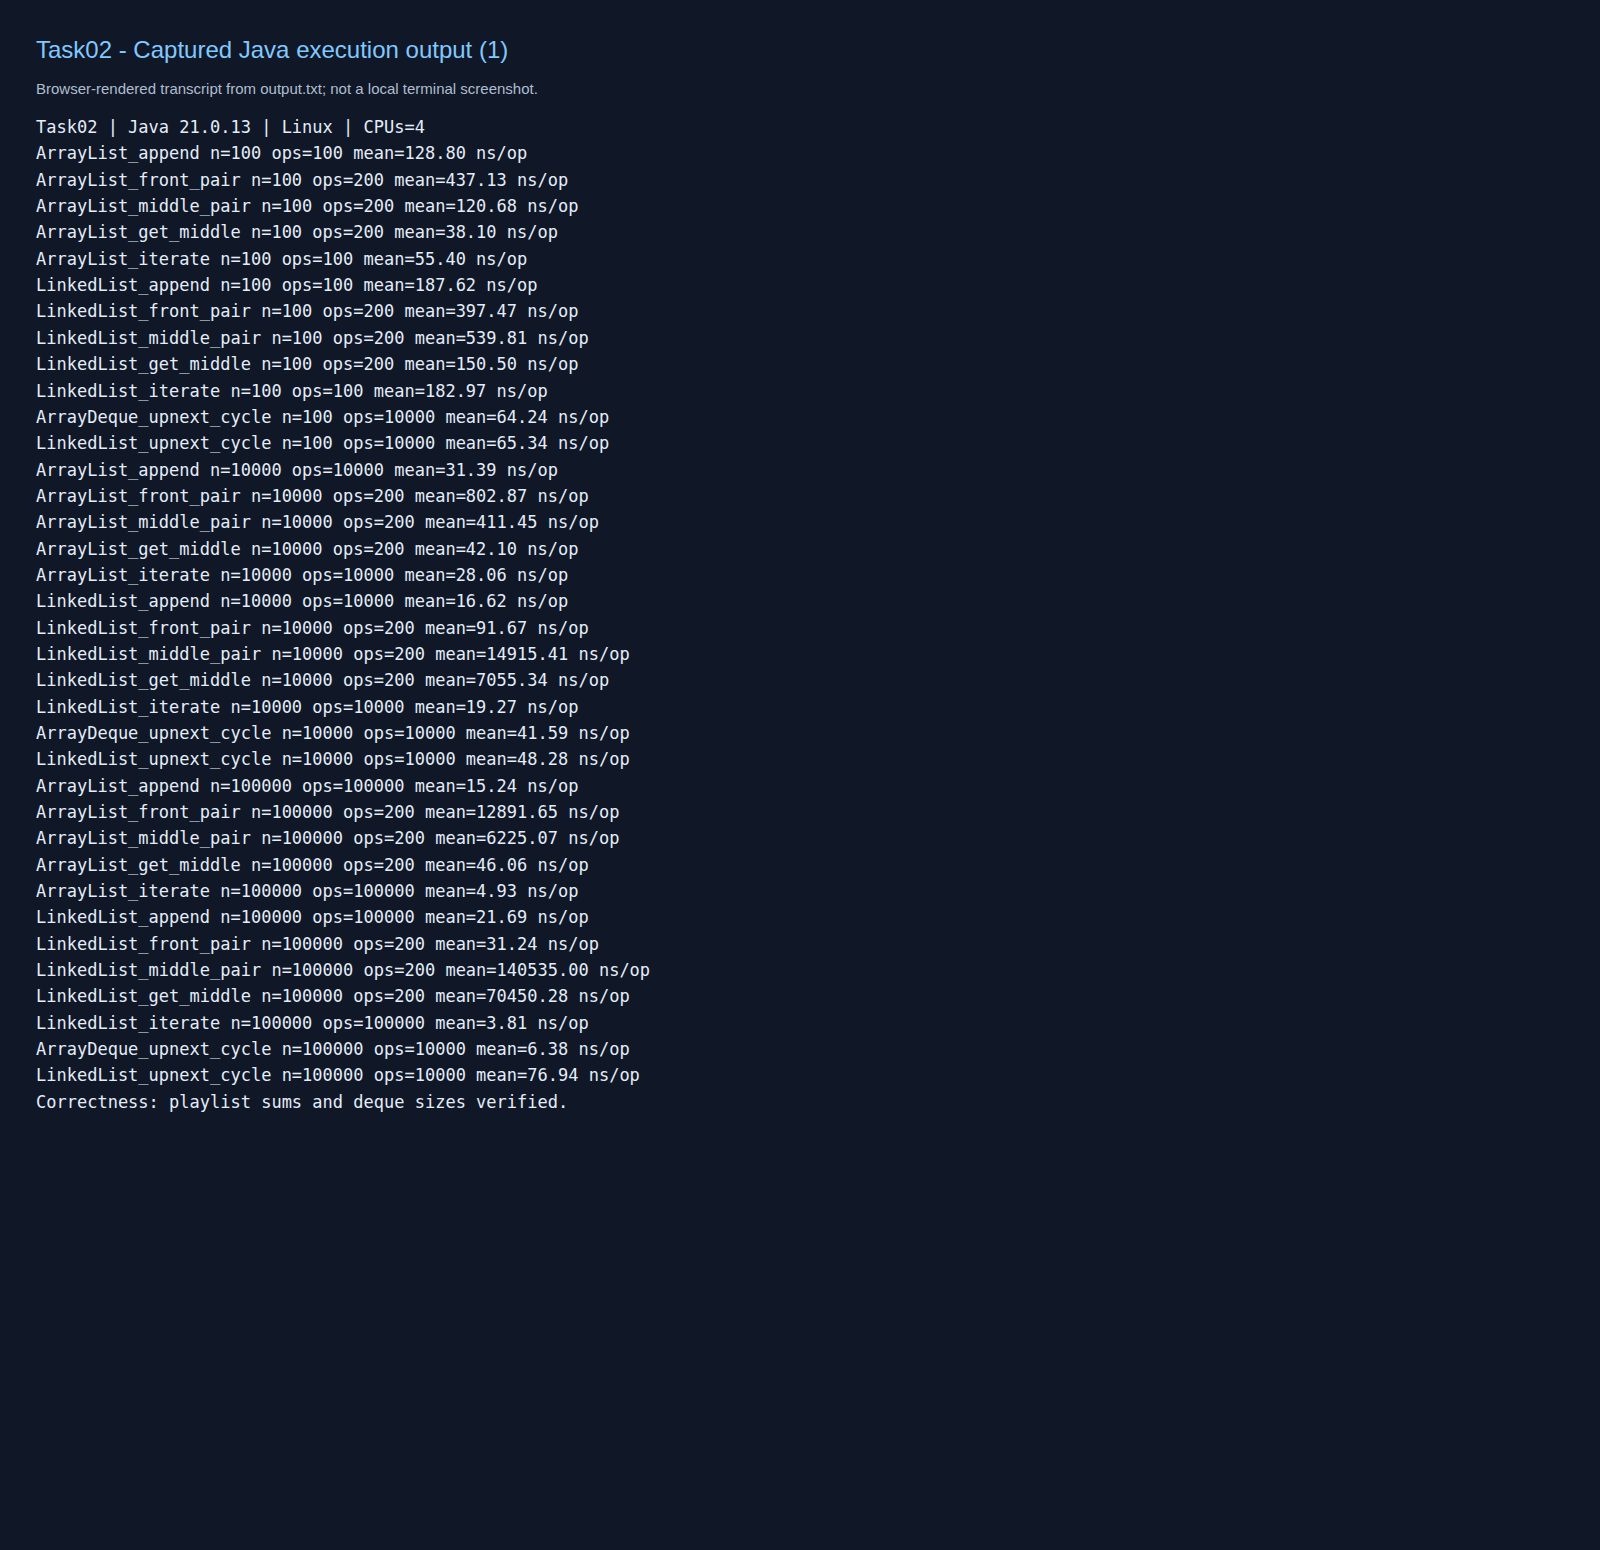 Task02 - Captured Java execution output (1)
Browser-rendered transcript from output.txt; not a local terminal screenshot.
Task02 | Java 21.0.13 | Linux | CPUs=4
ArrayList_append n=100 ops=100 mean=128.80 ns/op
ArrayList_front_pair n=100 ops=200 mean=437.13 ns/op
ArrayList_middle_pair n=100 ops=200 mean=120.68 ns/op
ArrayList_get_middle n=100 ops=200 mean=38.10 ns/op
ArrayList_iterate n=100 ops=100 mean=55.40 ns/op
LinkedList_append n=100 ops=100 mean=187.62 ns/op
LinkedList_front_pair n=100 ops=200 mean=397.47 ns/op
LinkedList_middle_pair n=100 ops=200 mean=539.81 ns/op
LinkedList_get_middle n=100 ops=200 mean=150.50 ns/op
LinkedList_iterate n=100 ops=100 mean=182.97 ns/op
ArrayDeque_upnext_cycle n=100 ops=10000 mean=64.24 ns/op
LinkedList_upnext_cycle n=100 ops=10000 mean=65.34 ns/op
ArrayList_append n=10000 ops=10000 mean=31.39 ns/op
ArrayList_front_pair n=10000 ops=200 mean=802.87 ns/op
ArrayList_middle_pair n=10000 ops=200 mean=411.45 ns/op
ArrayList_get_middle n=10000 ops=200 mean=42.10 ns/op
ArrayList_iterate n=10000 ops=10000 mean=28.06 ns/op
LinkedList_append n=10000 ops=10000 mean=16.62 ns/op
LinkedList_front_pair n=10000 ops=200 mean=91.67 ns/op
LinkedList_middle_pair n=10000 ops=200 mean=14915.41 ns/op
LinkedList_get_middle n=10000 ops=200 mean=7055.34 ns/op
LinkedList_iterate n=10000 ops=10000 mean=19.27 ns/op
ArrayDeque_upnext_cycle n=10000 ops=10000 mean=41.59 ns/op
LinkedList_upnext_cycle n=10000 ops=10000 mean=48.28 ns/op
ArrayList_append n=100000 ops=100000 mean=15.24 ns/op
ArrayList_front_pair n=100000 ops=200 mean=12891.65 ns/op
ArrayList_middle_pair n=100000 ops=200 mean=6225.07 ns/op
ArrayList_get_middle n=100000 ops=200 mean=46.06 ns/op
ArrayList_iterate n=100000 ops=100000 mean=4.93 ns/op
LinkedList_append n=100000 ops=100000 mean=21.69 ns/op
LinkedList_front_pair n=100000 ops=200 mean=31.24 ns/op
LinkedList_middle_pair n=100000 ops=200 mean=140535.00 ns/op
LinkedList_get_middle n=100000 ops=200 mean=70450.28 ns/op
LinkedList_iterate n=100000 ops=100000 mean=3.81 ns/op
ArrayDeque_upnext_cycle n=100000 ops=10000 mean=6.38 ns/op
LinkedList_upnext_cycle n=100000 ops=10000 mean=76.94 ns/op
Correctness: playlist sums and deque sizes verified.